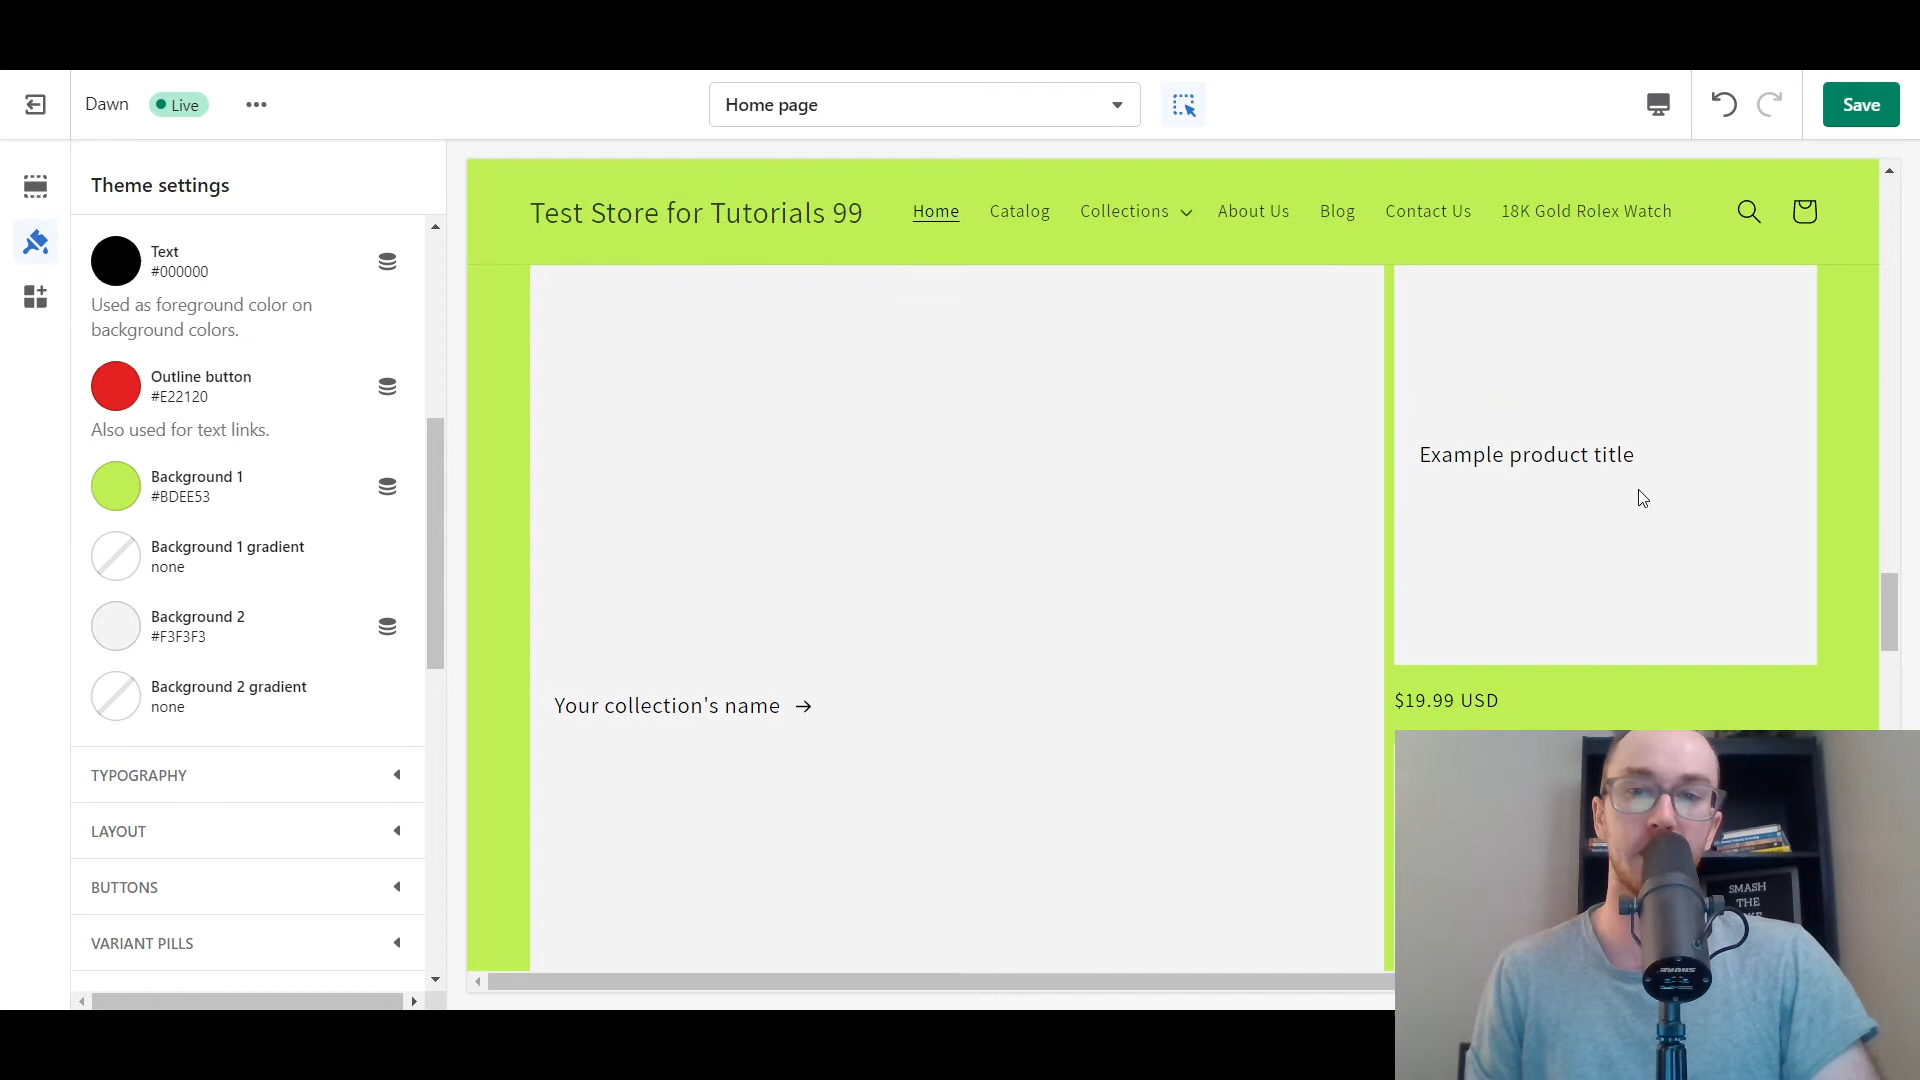 Dawn
Live
Home page
Save
Theme settings
Text
#000000
Used as foreground color on
background colors.
Outline button
#E22120
Also used for text links.
Background 1
#BDEE53
Background 1 gradient
none
Background 2
#F3F3F3
Background 2 gradient
none
TYPOGRAPHY
LAYOUT
BUTTONS
VARIANT PILLS
Test Store for Tutorials 99
Home
Catalog
Collections
About Us
Blog
Contact Us
18K Gold Rolex Watch
Example product title
Your collection's name →
$19.99 USD
SMASH
THE
SHURE